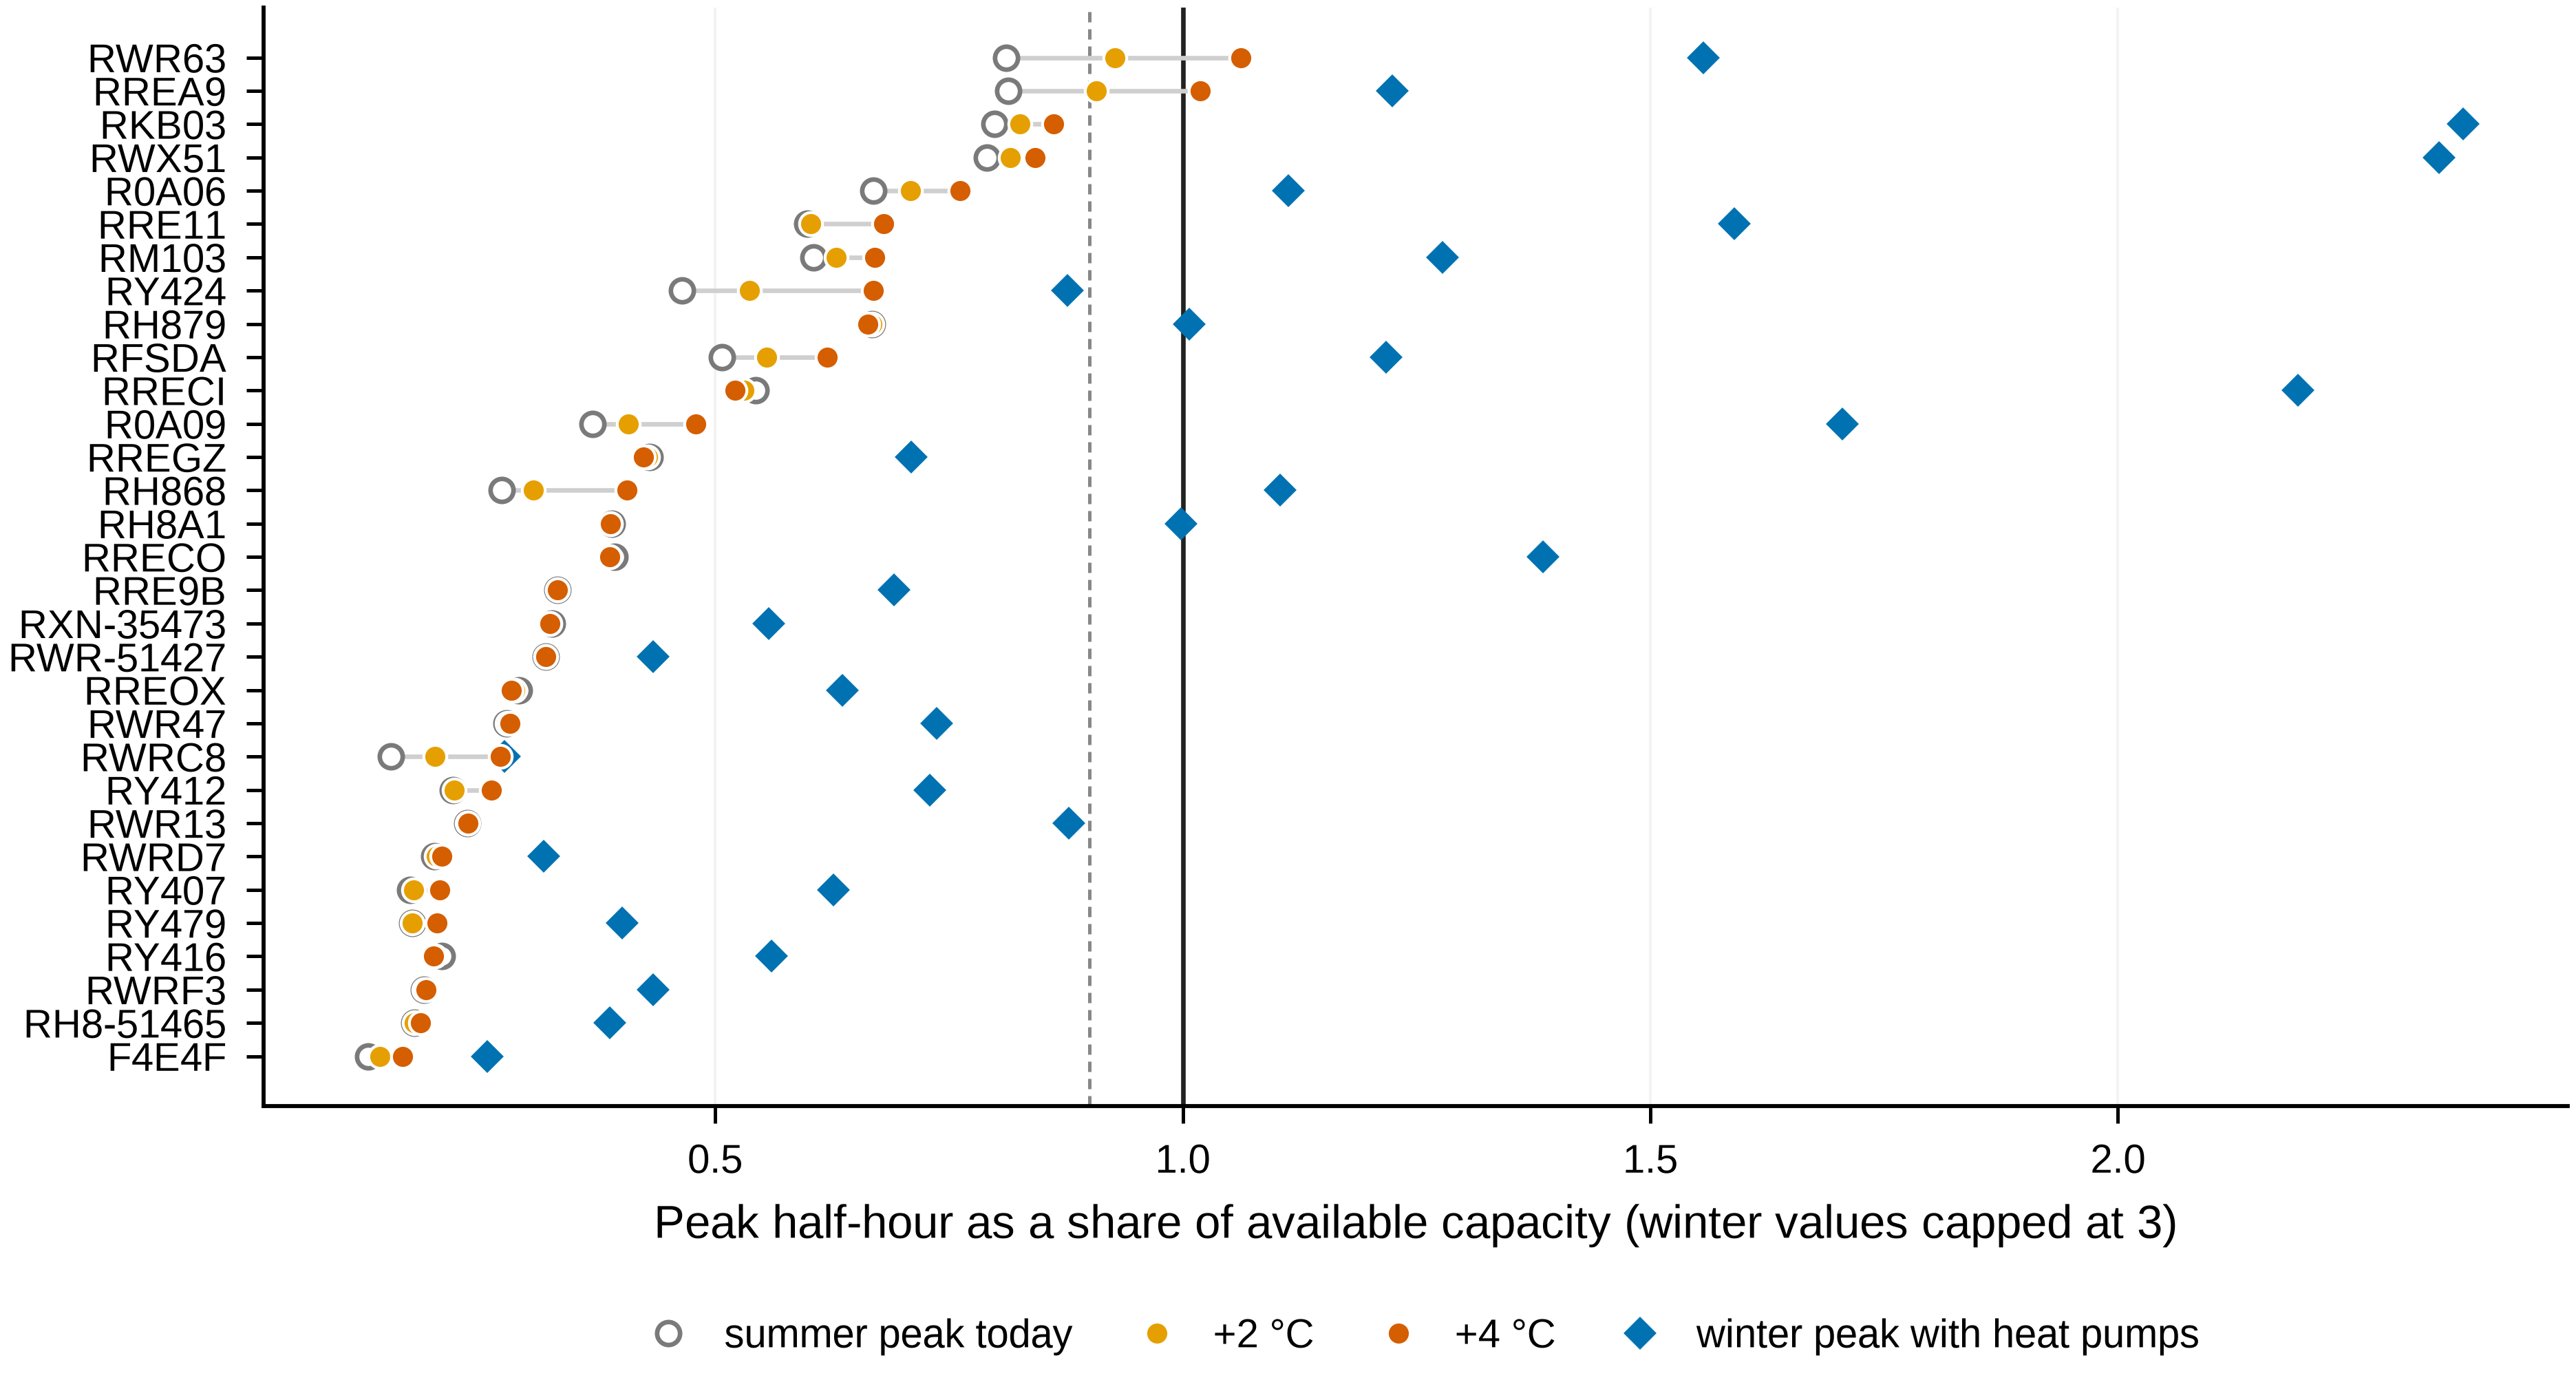 RWR63
RREA9
RKB03
RWX51
R0A06
RRE11
RM103
RY424
RH879
RFSDA
RRECI
R0A09
RREGZ
RH868
RH8A1
RRECO
RRE9B
RXN-35473
RWR-51427
RREOX
RWR47
RWRC8
RY412
RWR13
RWRD7
RY407
RY479
RY416
RWRF3
RH8-51465
F4E4F
0.5 1.0 1.5 2.0
Peak half-hour as a share of available capacity (winter values capped at 3)
summer peak today +2 °C +4 °C winter peak with heat pumps